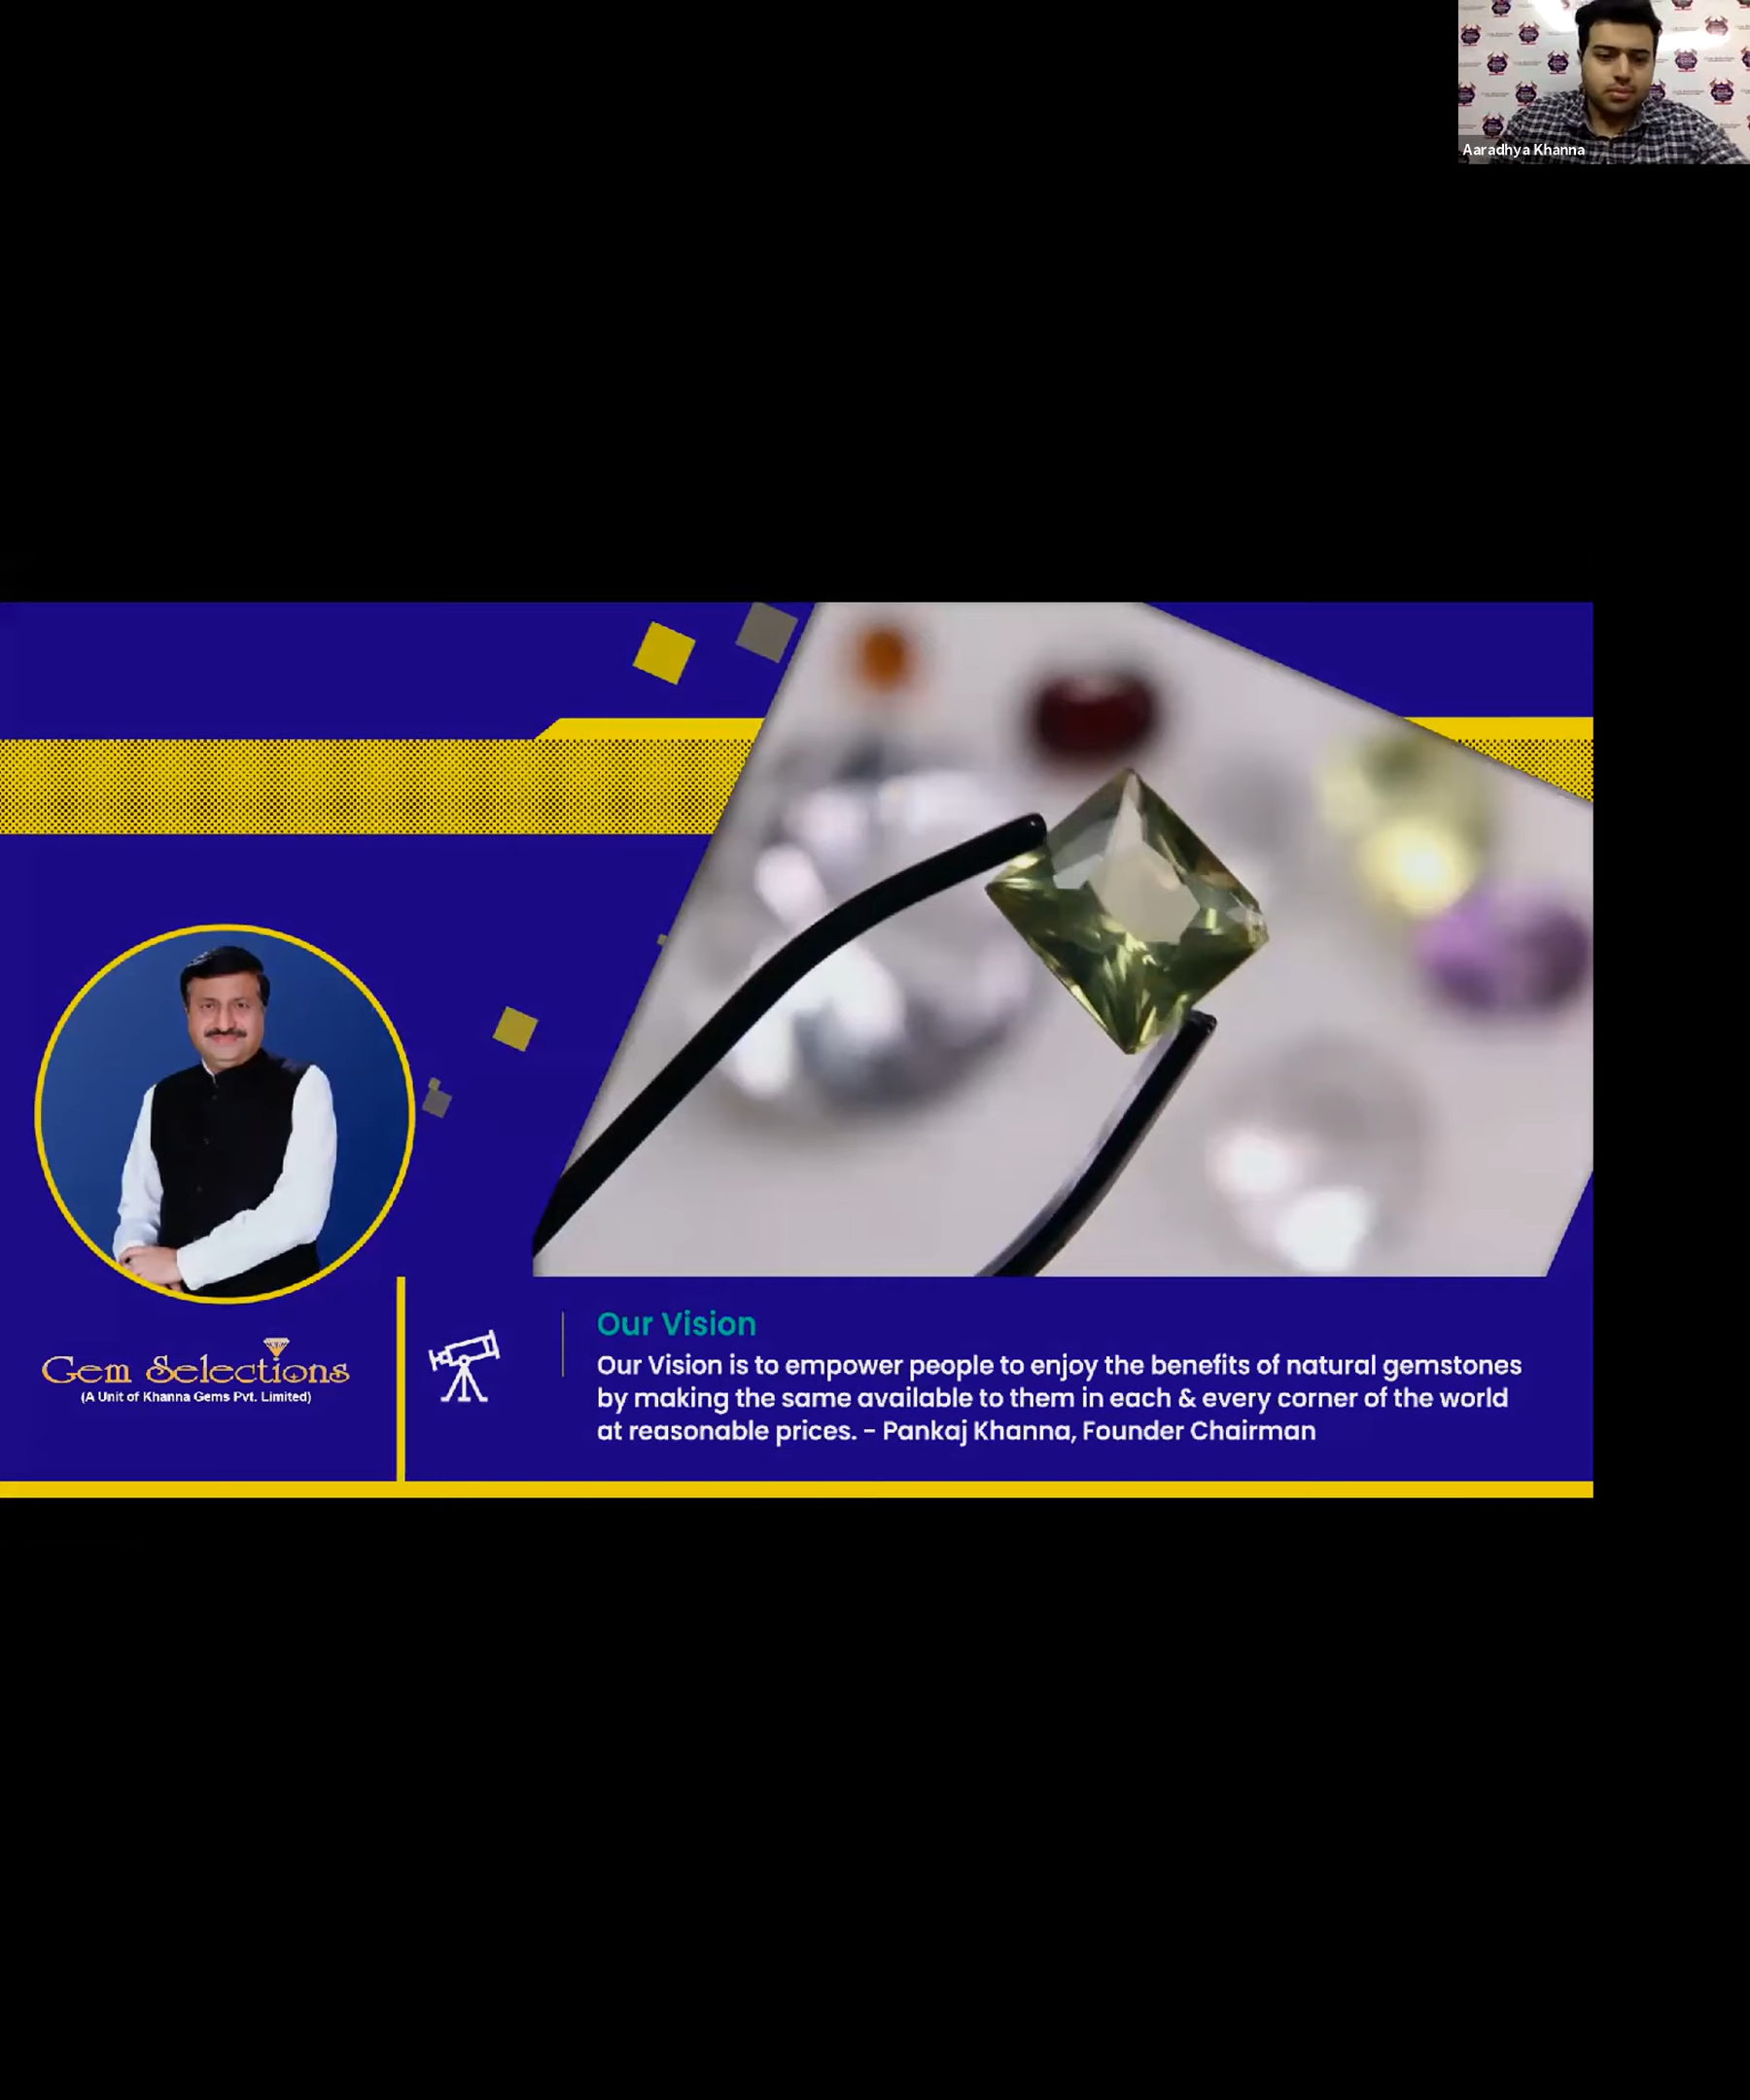 Aaradhya Khanna
Gem Selections
(A Unit of Khanna Gems Pvt. Limited)
Our Vision
Our Vision is to empower people to enjoy the benefits of natural gemstones
by making the same available to them in each & every corner of the world
at reasonable prices. - Pankaj Khanna, Founder Chairman